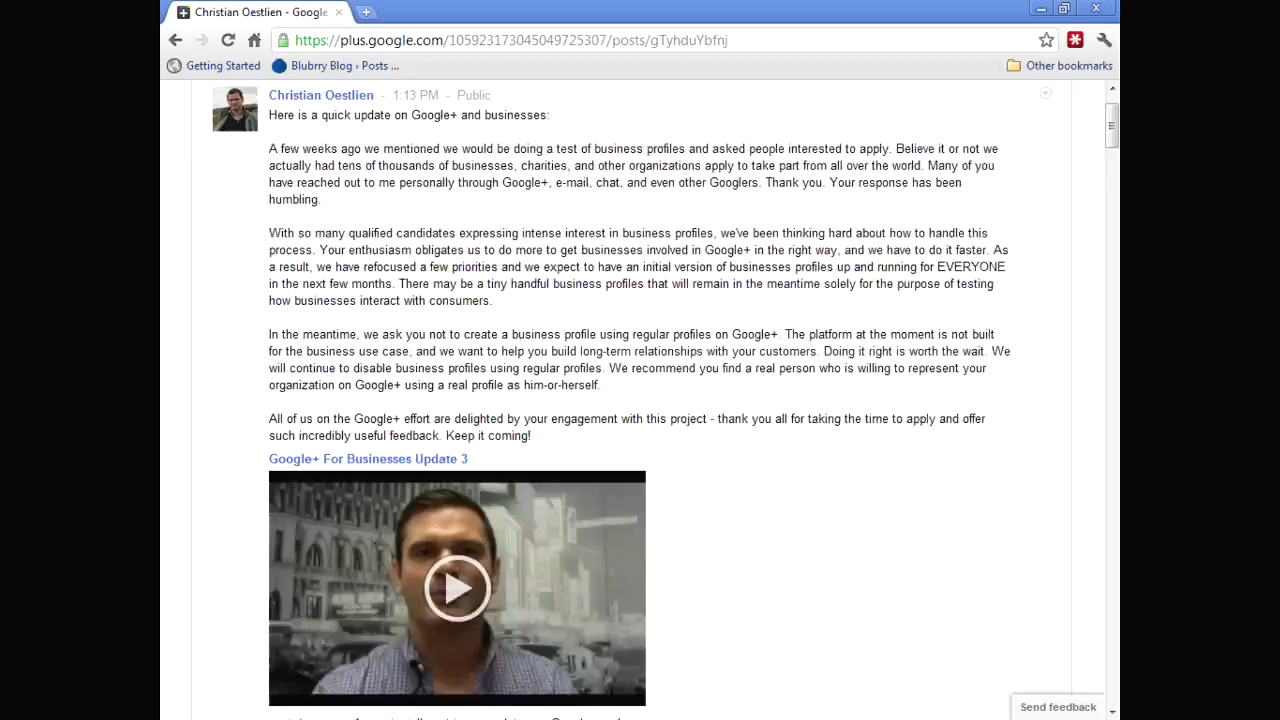 Christian Oestlien - Google
https://plus.google.com/105923173045049725307/posts/gTyhduYbfnj
Getting Started Blubrry Blog › Posts ... Other bookmarks
Christian Oestlien - 1:13 PM - Public
Here is a quick update on Google+ and businesses:
A few weeks ago we mentioned we would be doing a test of business profiles and asked people interested to apply. Believe it or not we
actually had tens of thousands of businesses, charities, and other organizations apply to take part from all over the world. Many of you
have reached out to me personally through Google+, e-mail, chat, and even other Googlers. Thank you. Your response has been
humbling.
With so many qualified candidates expressing intense interest in business profiles, we've been thinking hard about how to handle this
process. Your enthusiasm obligates us to do more to get businesses involved in Google+ in the right way, and we have to do it faster. As
a result, we have refocused a few priorities and we expect to have an initial version of businesses profiles up and running for EVERYONE
in the next few months. There may be a tiny handful business profiles that will remain in the meantime solely for the purpose of testing
how businesses interact with consumers.
In the meantime, we ask you not to create a business profile using regular profiles on Google+. The platform at the moment is not built
for the business use case, and we want to help you build long-term relationships with your customers. Doing it right is worth the wait. We
will continue to disable business profiles using regular profiles. We recommend you find a real person who is willing to represent your
organization on Google+ using a real profile as him-or-herself.
All of us on the Google+ effort are delighted by your engagement with this project - thank you all for taking the time to apply and offer
such incredibly useful feedback. Keep it coming!
Google+ For Businesses Update 3
Send feedback